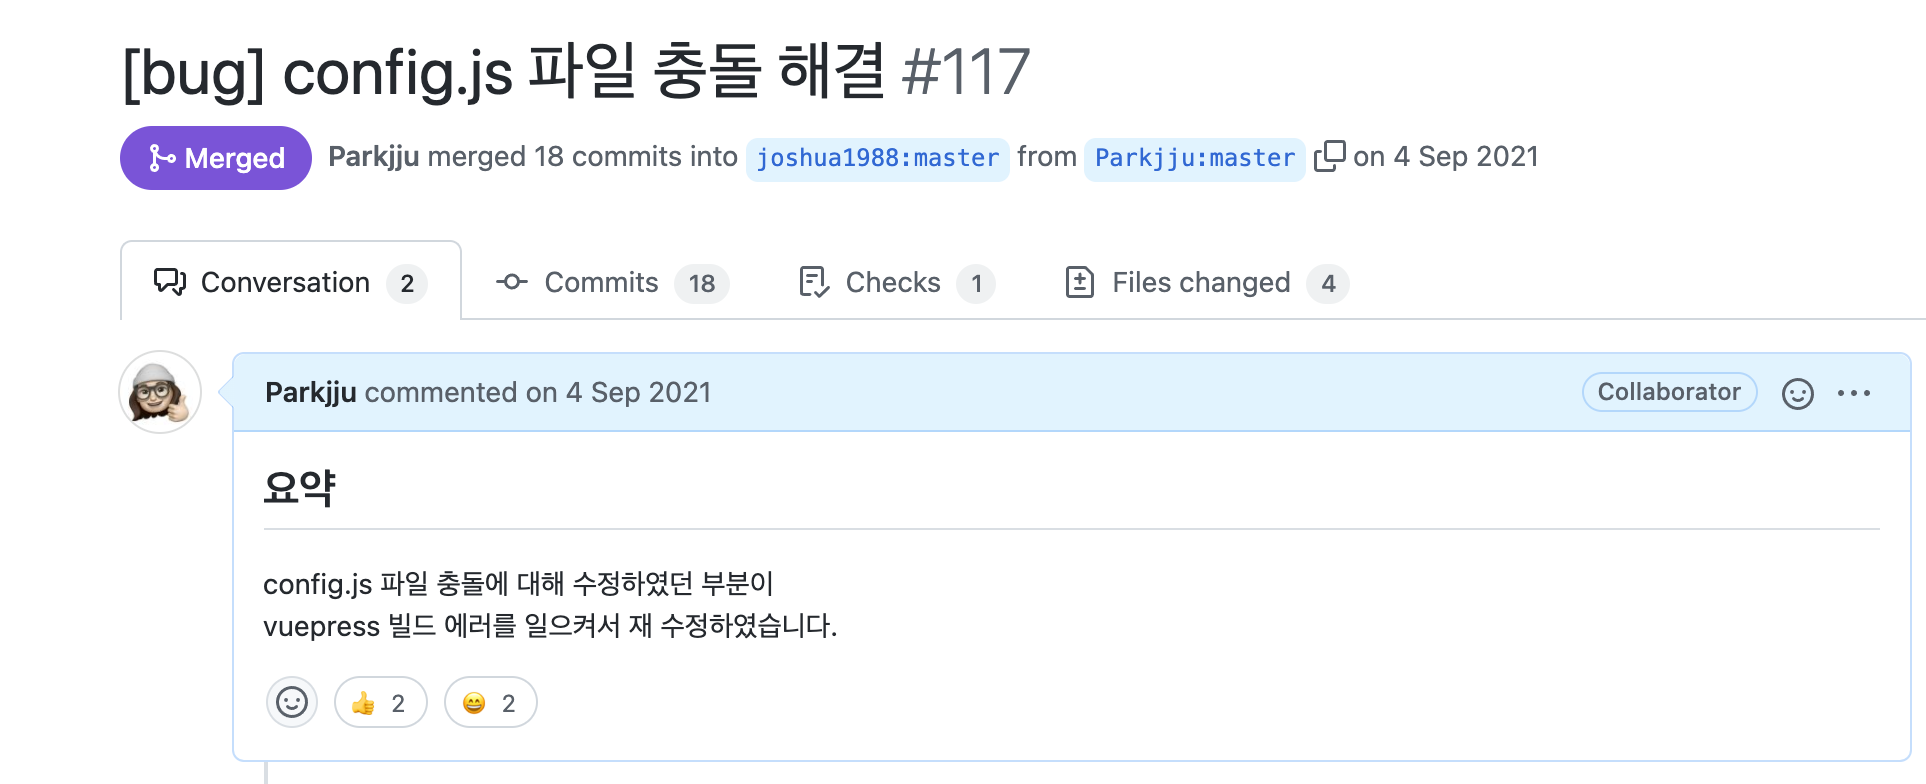 [bug] config.js 파일 충돌 해결 #117
Merged Parkjju merged 18 commits into joshua1988:master from Parkjju:master on 4 Sep 2021
Conversation 2 Commits 18 Checks 1 Files changed 4
Parkjju commented on 4 Sep 2021 Collaborator
요약
config.js 파일 충돌에 대해 수정하였던 부분이
vuepress 빌드 에러를 일으켜서 재 수정하였습니다.
👍 2 😄 2